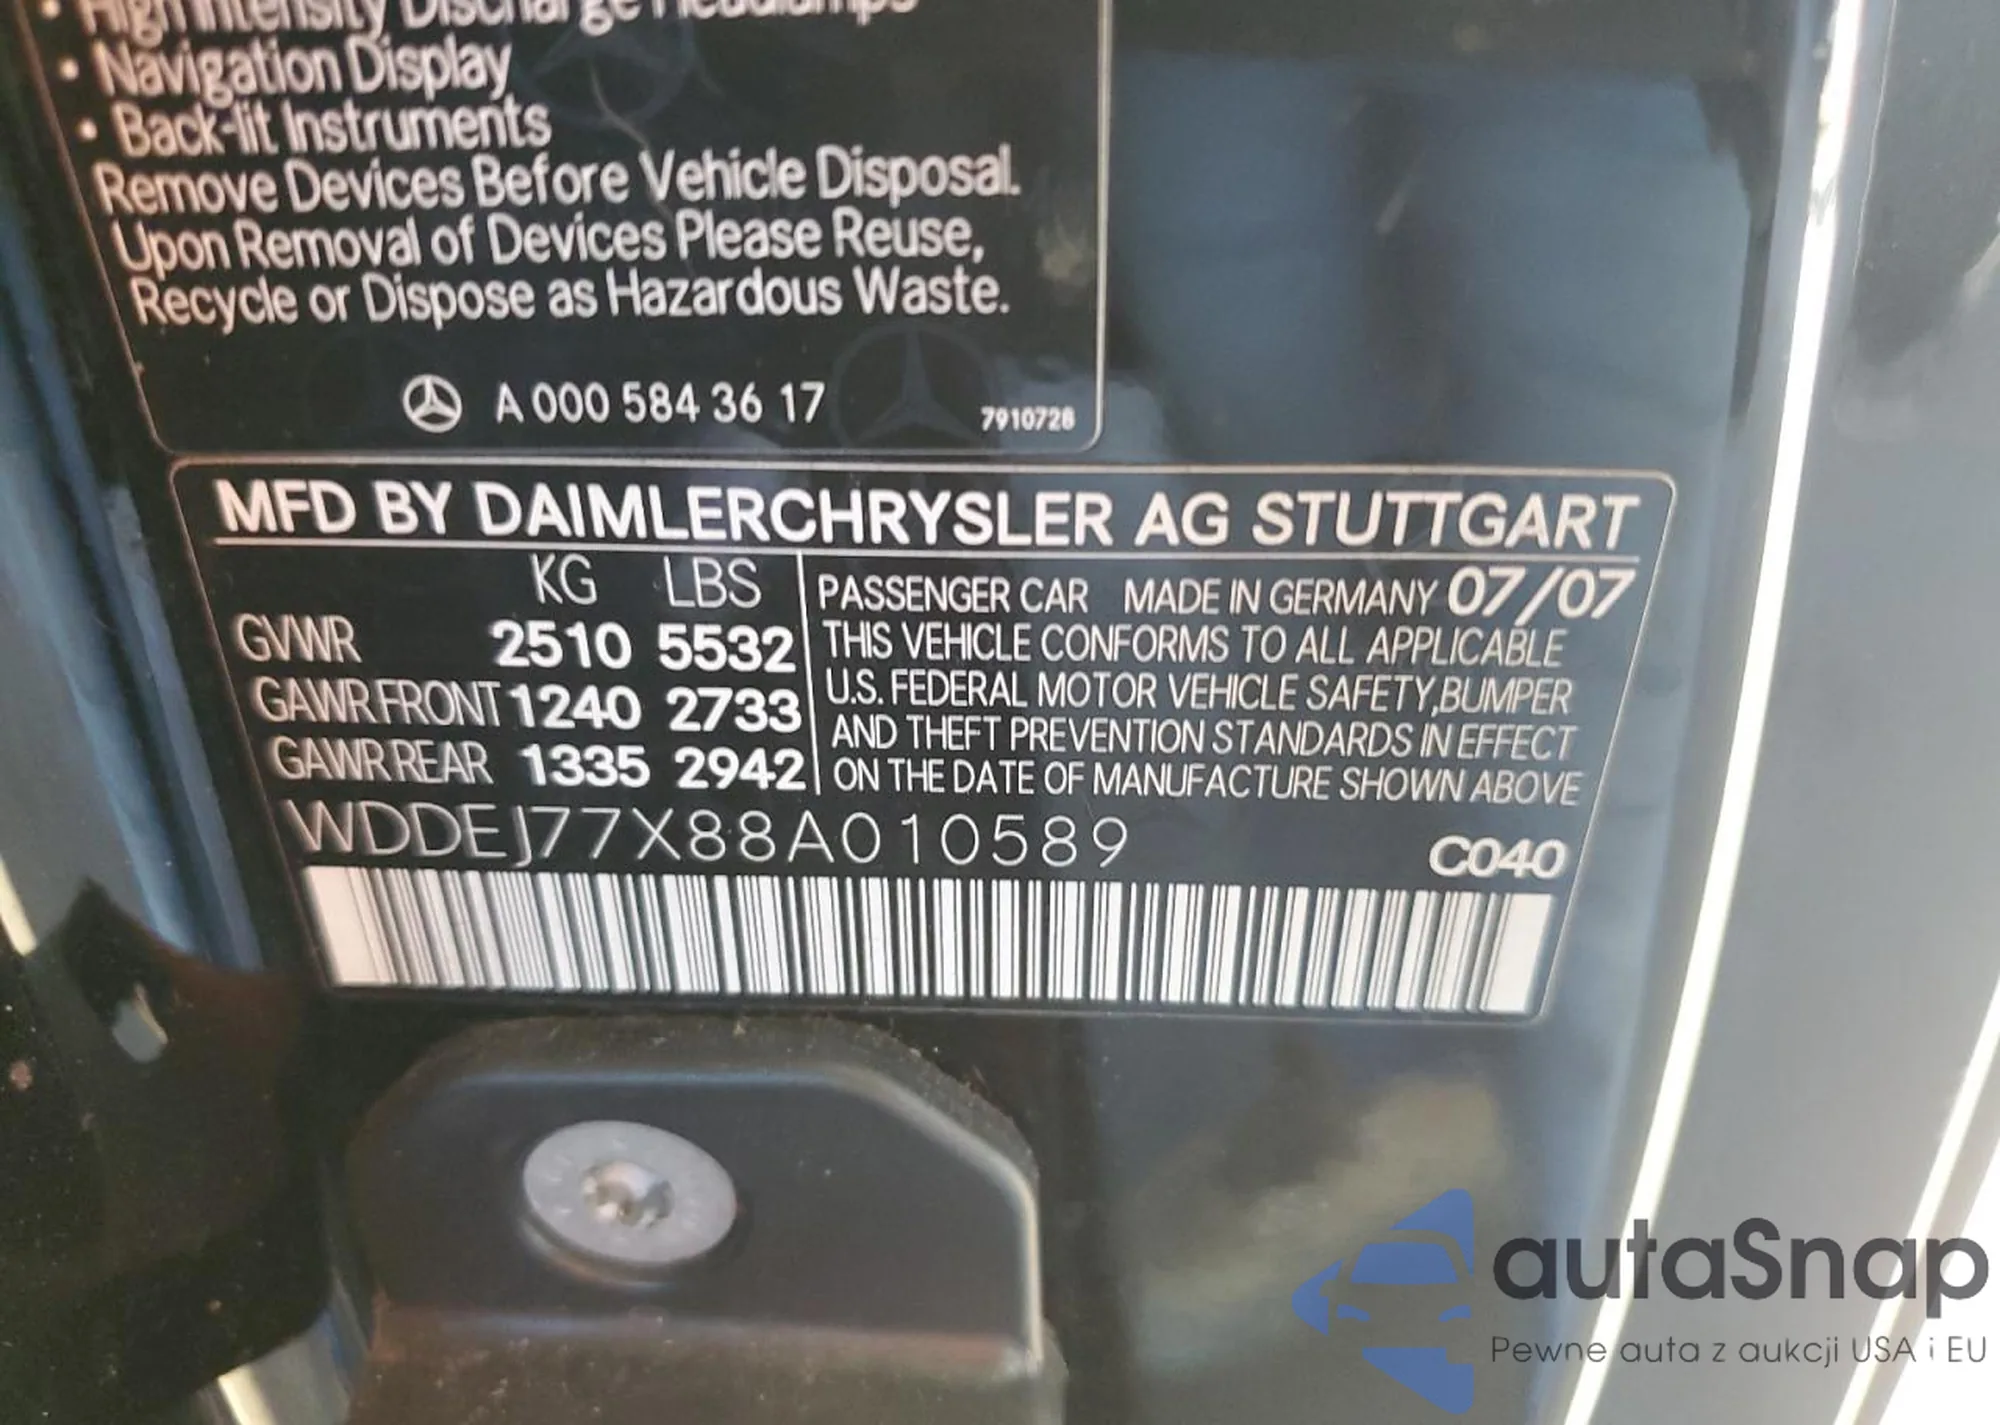 • High Intensity Discharge Headlamps
• Navigation Display
• Back-lit Instruments
Remove Devices Before Vehicle Disposal.
Upon Removal of Devices Please Reuse,
Recycle or Dispose as Hazardous Waste.
A 000 584 36 17
7910728
MFD BY DAIMLERCHRYSLER AG STUTTGART
KG LBS
GVWR 2510 5532
GAWR FRONT 1240 2733
GAWR REAR 1335 2942
PASSENGER CAR MADE IN GERMANY 07/07
THIS VEHICLE CONFORMS TO ALL APPLICABLE
U.S. FEDERAL MOTOR VEHICLE SAFETY, BUMPER
AND THEFT PREVENTION STANDARDS IN EFFECT
ON THE DATE OF MANUFACTURE SHOWN ABOVE
WDDEJ77X88A010589
C040
autaSnap
Pewne auta z aukcji USA i EU